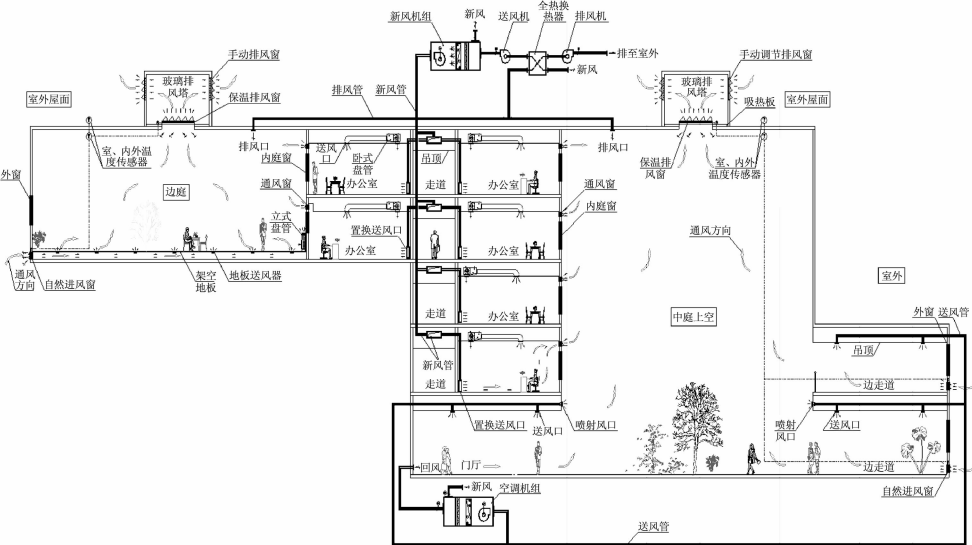 新风机组
新风
送风机
全热换
热器
排风机
排至室外
新风
手动排风窗
玻璃排
风塔
保温排风窗
室外屋面
排风管
新风管
手动调节排风窗
玻璃排
风塔
吸热板
室外屋面
排风口
送风
口
卧式
盘管
吊顶
排风口
保温排
风窗
室、内外
温度传感器
室、内外温
度传感器
内庭窗
办公室
走道
办公室
外窗
边庭
通风窗
通风窗
内庭窗
立式
盘管
置换送风口
办公室
办公室
通风方向
通风
方向
自然进风窗
架空
地板
地板送风器
走道
办公室
中庭上空
室外
外窗
送风管
吊顶
新风管
走道
边走道
置换送风口
送风口
喷射风口
喷射
风口
送风口
回风
门厅
边走道
自然进风窗
新风
空调机组
送风管